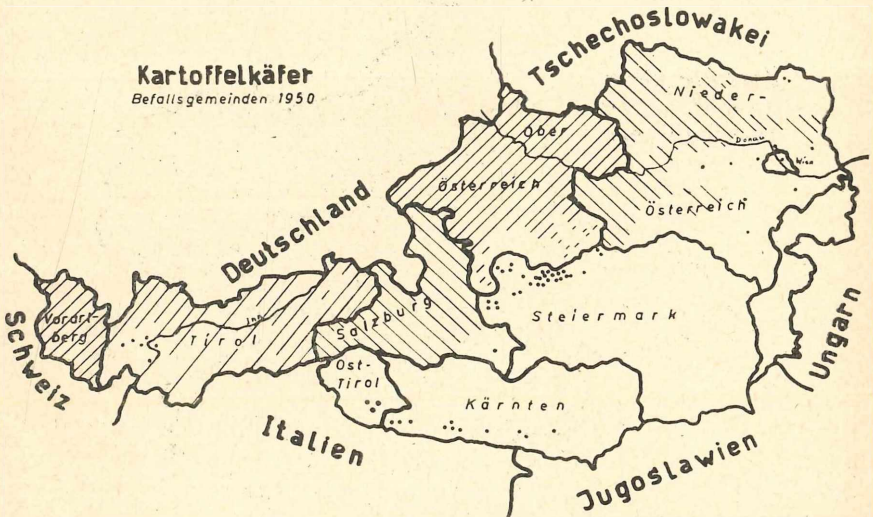 Kartoffelkäfer
Befallsgemeinden 1950
Tschechoslowakei
Nieder-
Ober
Donau
Wien
Österreich
Österreich
Deutschland
Vorarl-
berg
Inn
Tirol
Salzburg
Steiermark
Ungarn
Schweiz
Ost-
Tirol
Kärnten
Italien
Jugoslawien